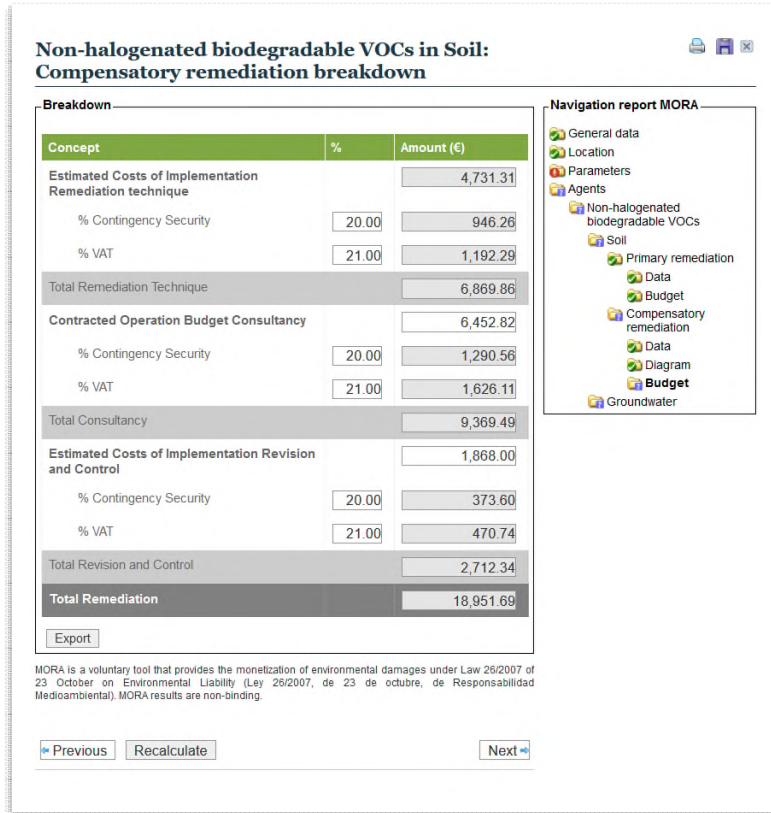 Non-halogenated biodegradable VOCs in Soil:
Compensatory remediation breakdown
Breakdown
Concept % Amount (€)
Estimated Costs of Implementation
Remediation technique
4,731.31
% Contingency Security 20.00 946.26
% VAT 21.00 1,192.29
Total Remediation Technique 6,869.86
Contracted Operation Budget Consultancy 6,452.82
% Contingency Security 20.00 1,290.56
% VAT 21.00 1,626.11
Total Consultancy 9,369.49
Estimated Costs of Implementation Revision
and Control
1,868.00
% Contingency Security 20.00 373.60
% VAT 21.00 470.74
Total Revision and Control 2,712.34
Total Remediation 18,951.69
Export
MORA is a voluntary tool that provides the monetization of environmental damages under Law 26/2007 of
23 October on Environmental Liability (Ley 26/2007, de 23 de octubre, de Responsabilidad
Medioambiental). MORA results are non-binding.
Previous Recalculate Next
Navigation report MORA
General data
Location
Parameters
Agents
Non-halogenated
biodegradable VOCs
Soil
Primary remediation
Data
Budget
Compensatory
remediation
Data
Diagram
Budget
Groundwater